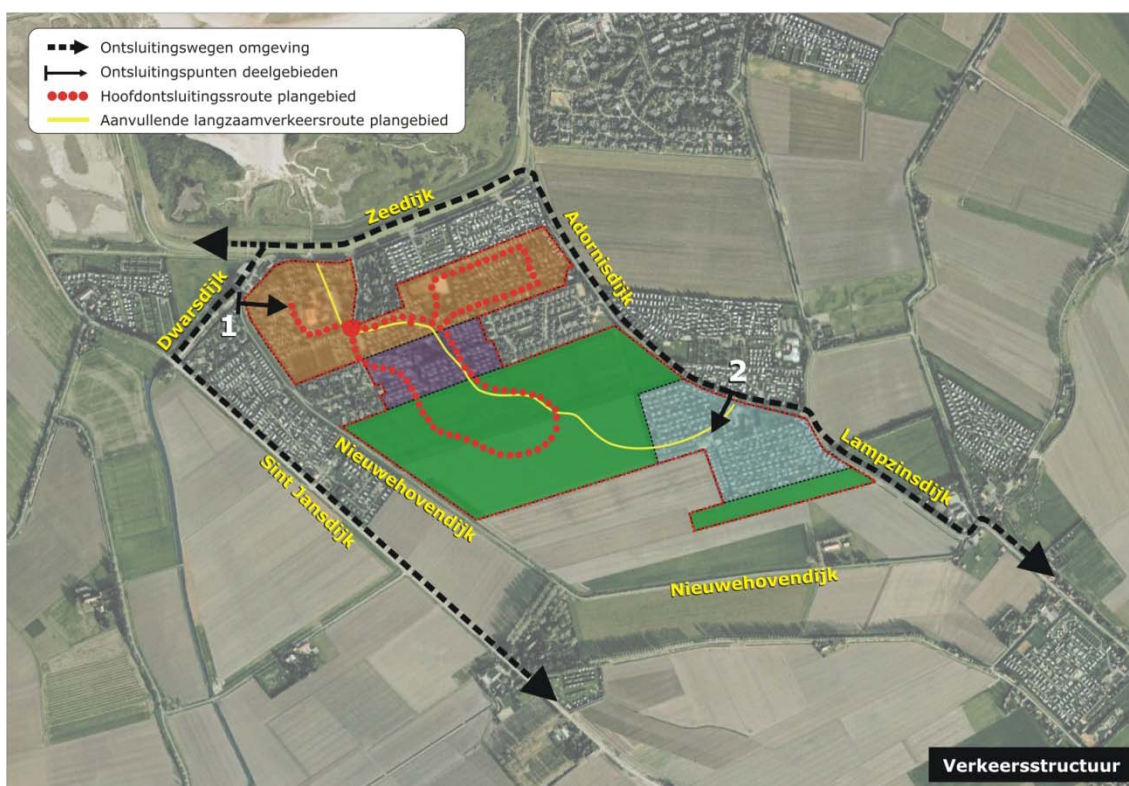 Ontsluitingswegen omgeving
Ontsluitingspunten deelgebieden
Hoofdontsluitingssroute plangebied
Aanvullende langzaamverkeersroute plangebied
Zeedijk
Adornisdijk
Dwarsdijk
1
2
Lampzinsdijk
Nieuwehovendijk
Sint Jansdijk
Nieuwehovendijk
Verkeersstructuur